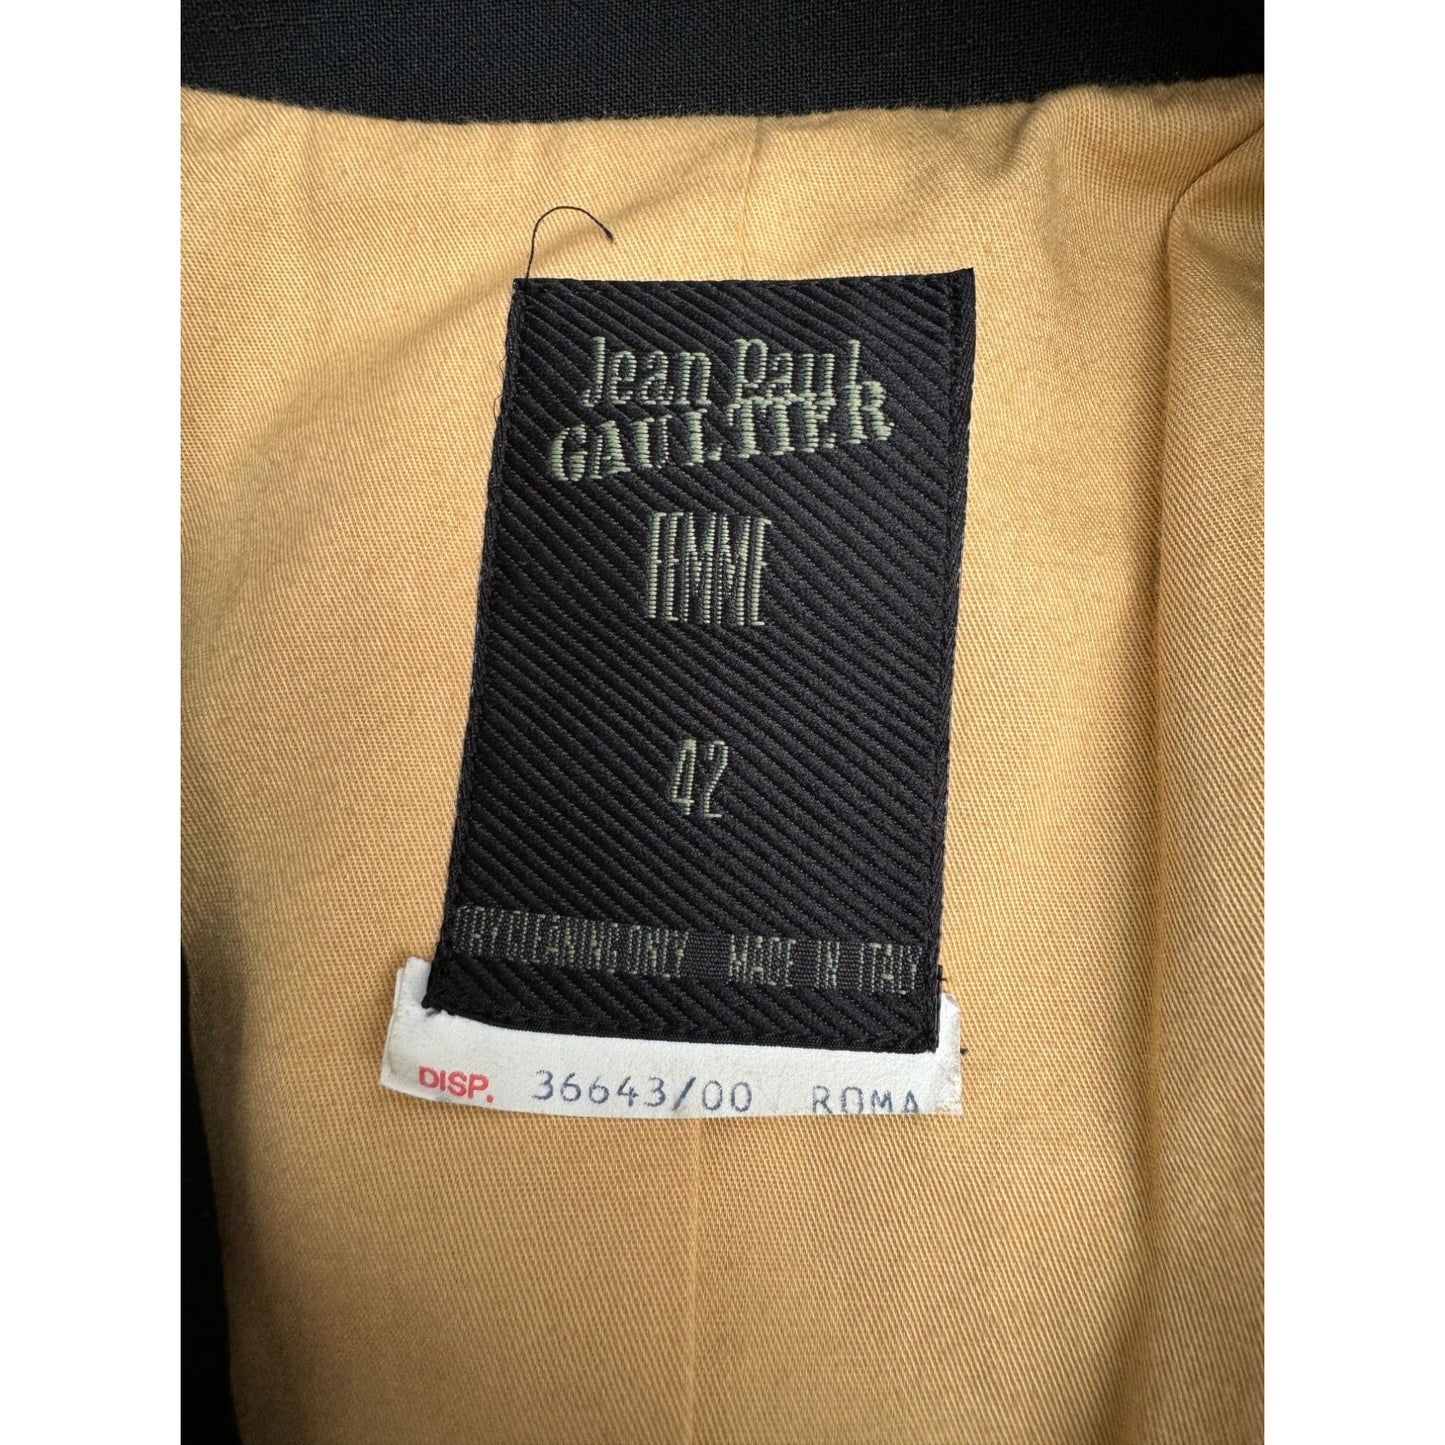 Jean Paul
GAULTIER
FEMME
42
DRY CLEANING ONLY MADE IN ITALY
DISP. 36643/00 ROMA